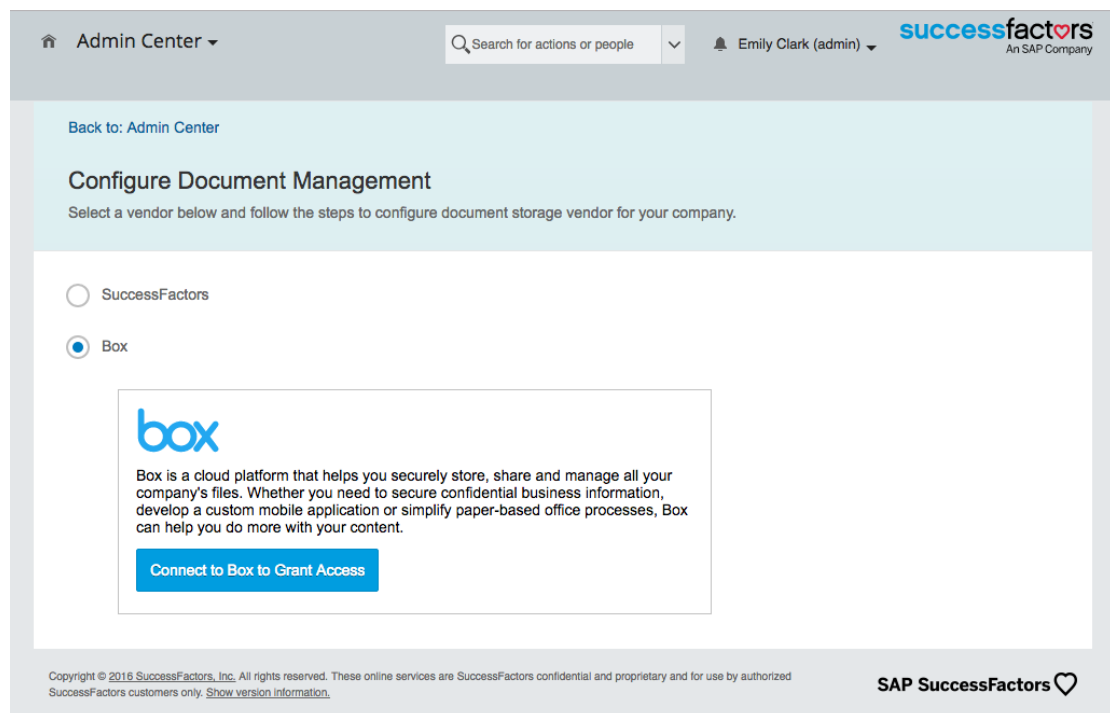 Admin Center
Search for actions or people
Emily Clark (admin)
successfactors
An SAP Company
Back to: Admin Center
Configure Document Management
Select a vendor below and follow the steps to configure document storage vendor for your company.
SuccessFactors
Box
box
Box is a cloud platform that helps you securely store, share and manage all your
company's files. Whether you need to secure confidential business information,
develop a custom mobile application or simplify paper-based office processes, Box
can help you do more with your content.
Connect to Box to Grant Access
Copyright © 2016 SuccessFactors, Inc. All rights reserved. These online services are SuccessFactors confidential and proprietary and for use by authorized
SuccessFactors customers only. Show version information.
SAP SuccessFactors